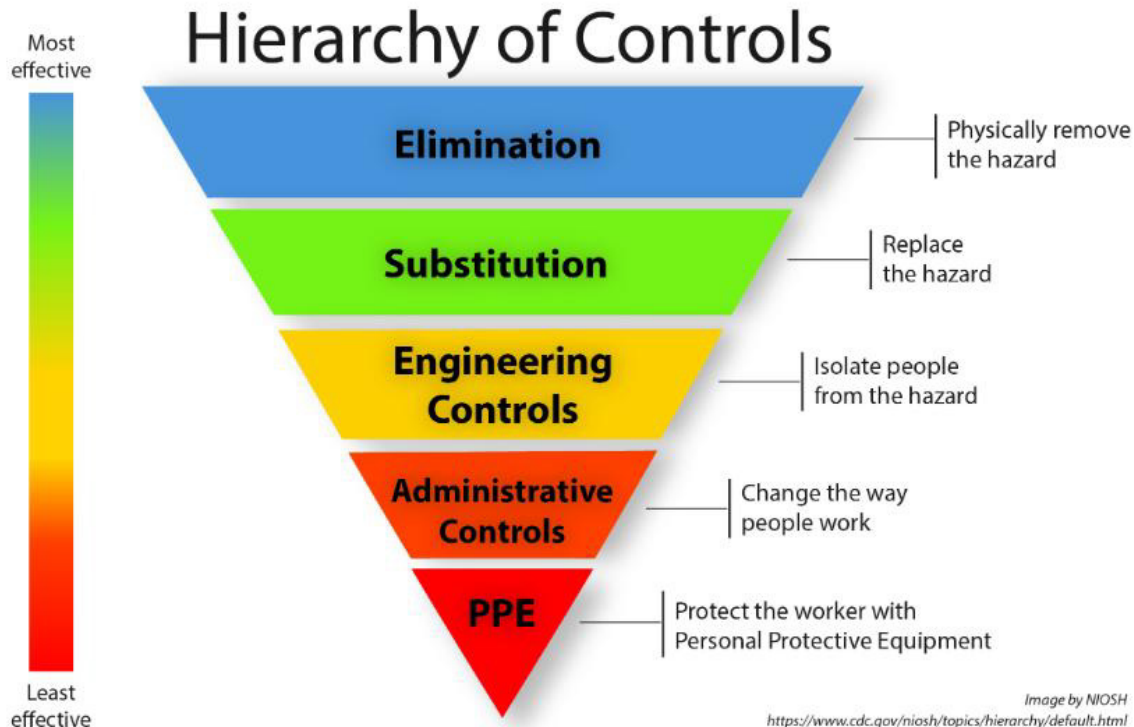 Hierarchy of Controls
Most
effective
Elimination
Physically remove
the hazard
Substitution
Replace
the hazard
Engineering
Controls
Isolate people
from the hazard
Administrative
Controls
Change the way
people work
PPE
Protect the worker with
Personal Protective Equipment
Least
effective
Image by NIOSH
https://www.cdc.gov/niosh/topics/hierarchy/default.html